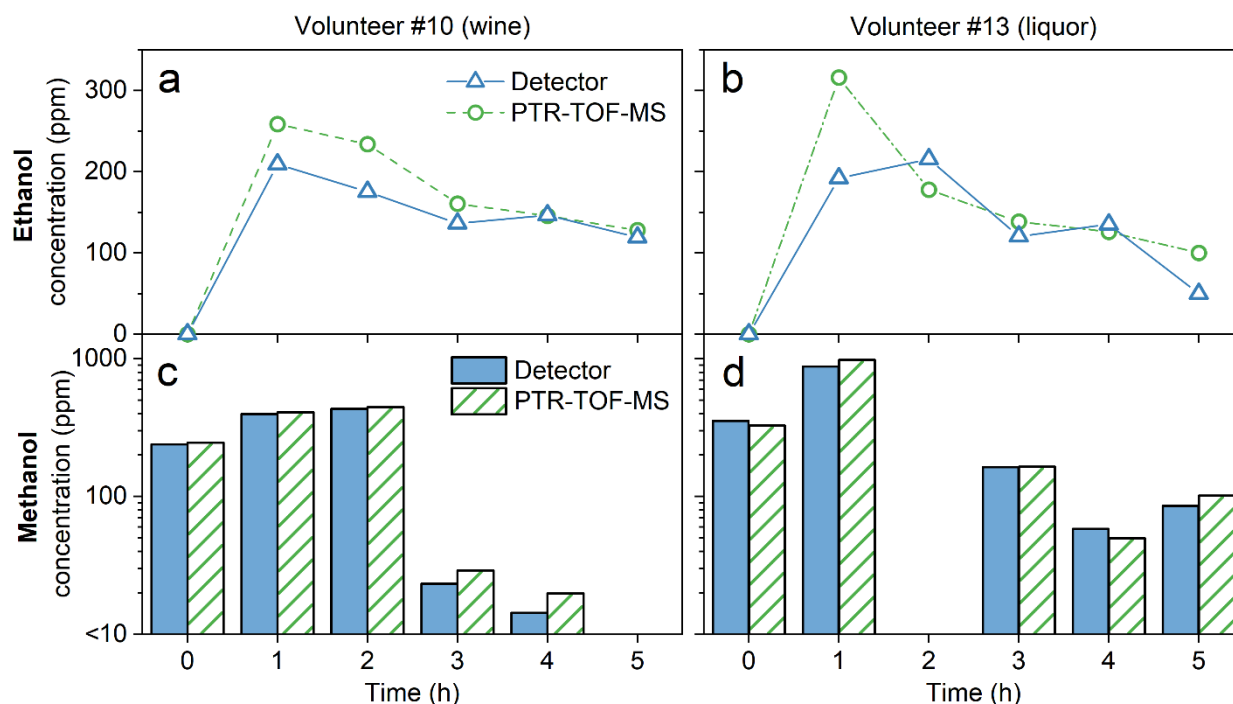 Volunteer #10 (wine)
Volunteer #13 (liquor)
Ethanol
concentration (ppm)
300
200
100
0
a
Detector
PTR-TOF-MS
b
Methanol
concentration (ppm)
1000
100
<10
c
Detector
PTR-TOF-MS
d
0 1 2 3 4 5
0 1 2 3 4 5
Time (h)
Time (h)